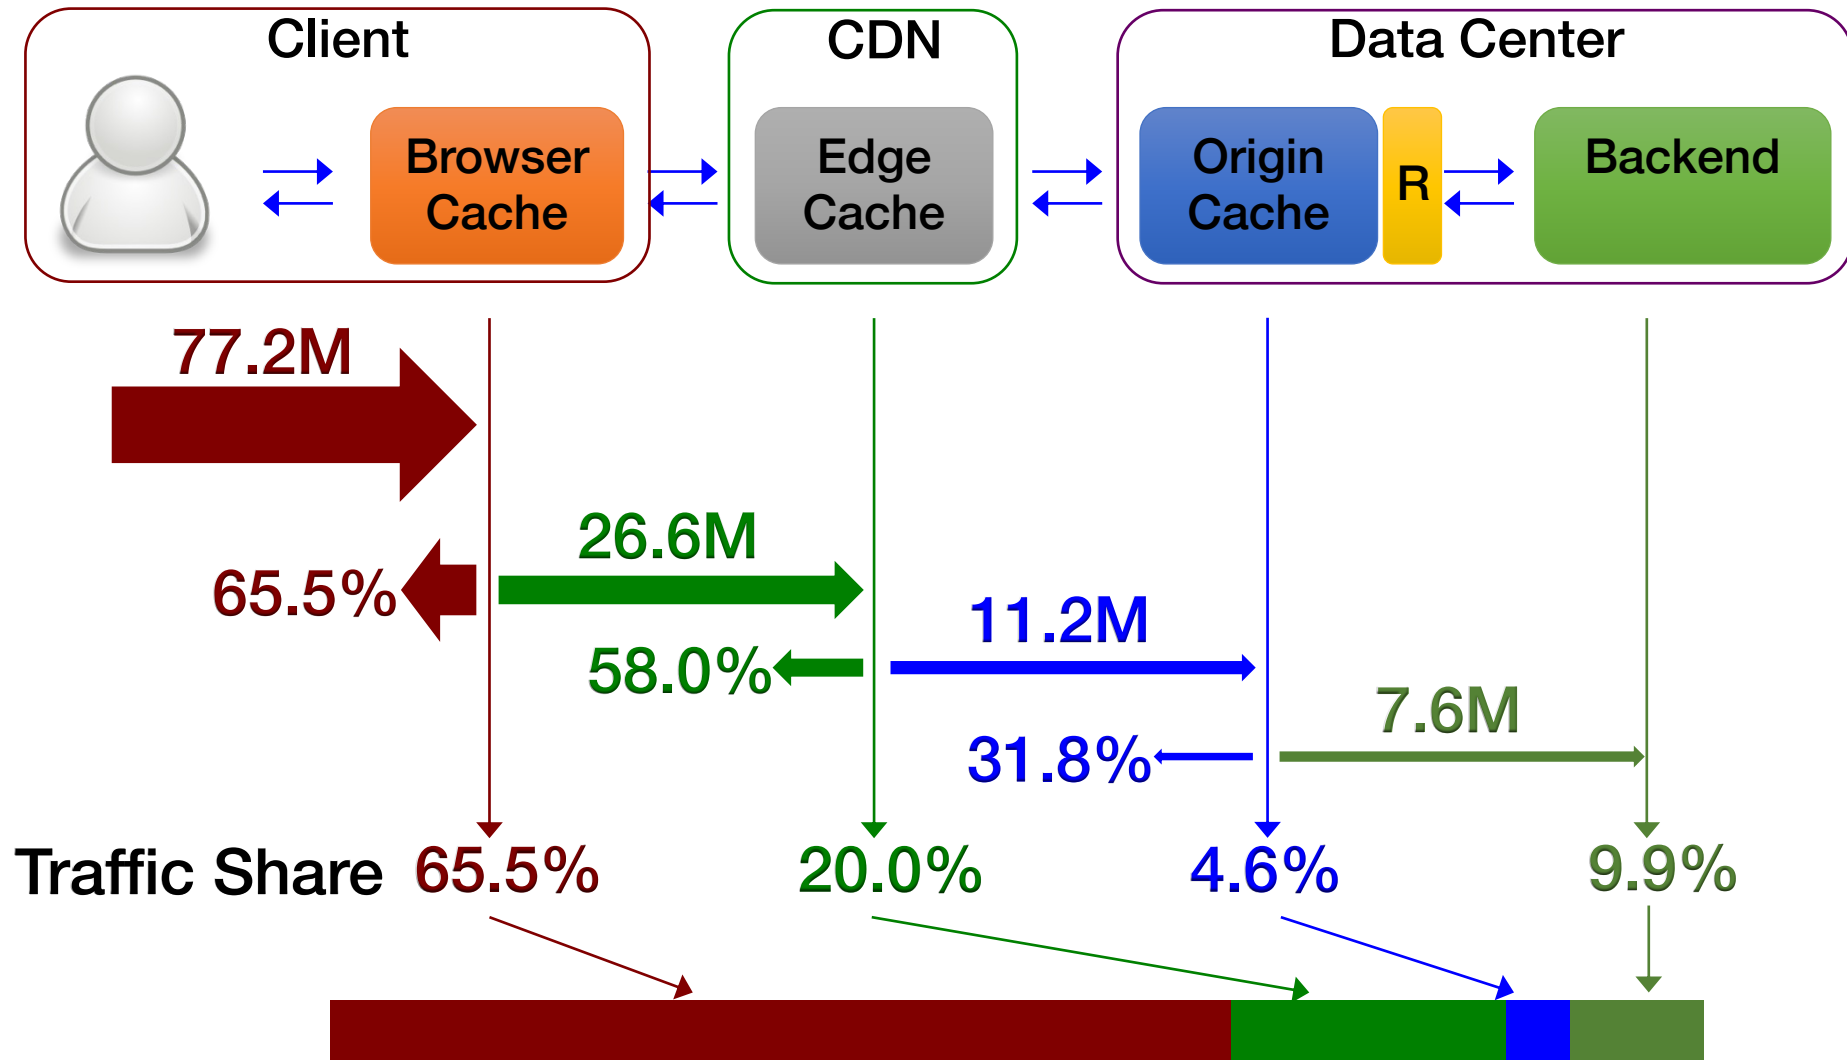 Client
CDN
Data Center
Browser
Cache
Edge
Cache
Origin
Cache
R
Backend
77.2M
65.5%
26.6M
58.0%
11.2M
31.8%
7.6M
Traffic Share 65.5% 20.0% 4.6% 9.9%